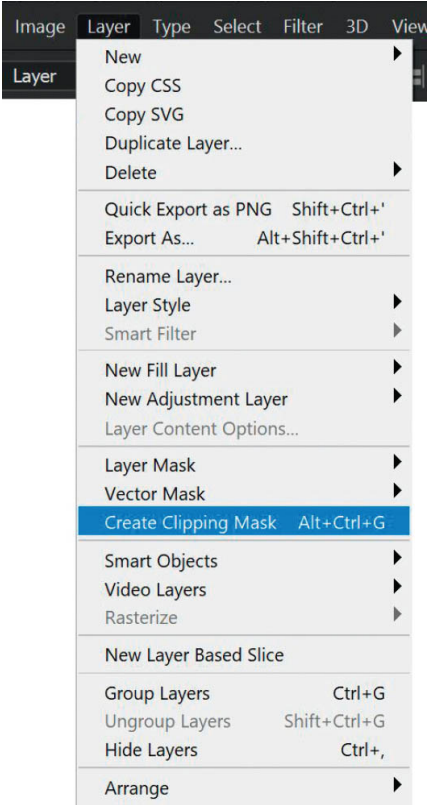 Image Layer Type Select Filter 3D View
Layer
New
Copy CSS
Copy SVG
Duplicate Layer...
Delete
Quick Export as PNG Shift+Ctrl+'
Export As... Alt+Shift+Ctrl+'
Rename Layer...
Layer Style
Smart Filter
New Fill Layer
New Adjustment Layer
Layer Content Options...
Layer Mask
Vector Mask
Create Clipping Mask Alt+Ctrl+G
Smart Objects
Video Layers
Rasterize
New Layer Based Slice
Group Layers Ctrl+G
Ungroup Layers Shift+Ctrl+G
Hide Layers Ctrl+,
Arrange